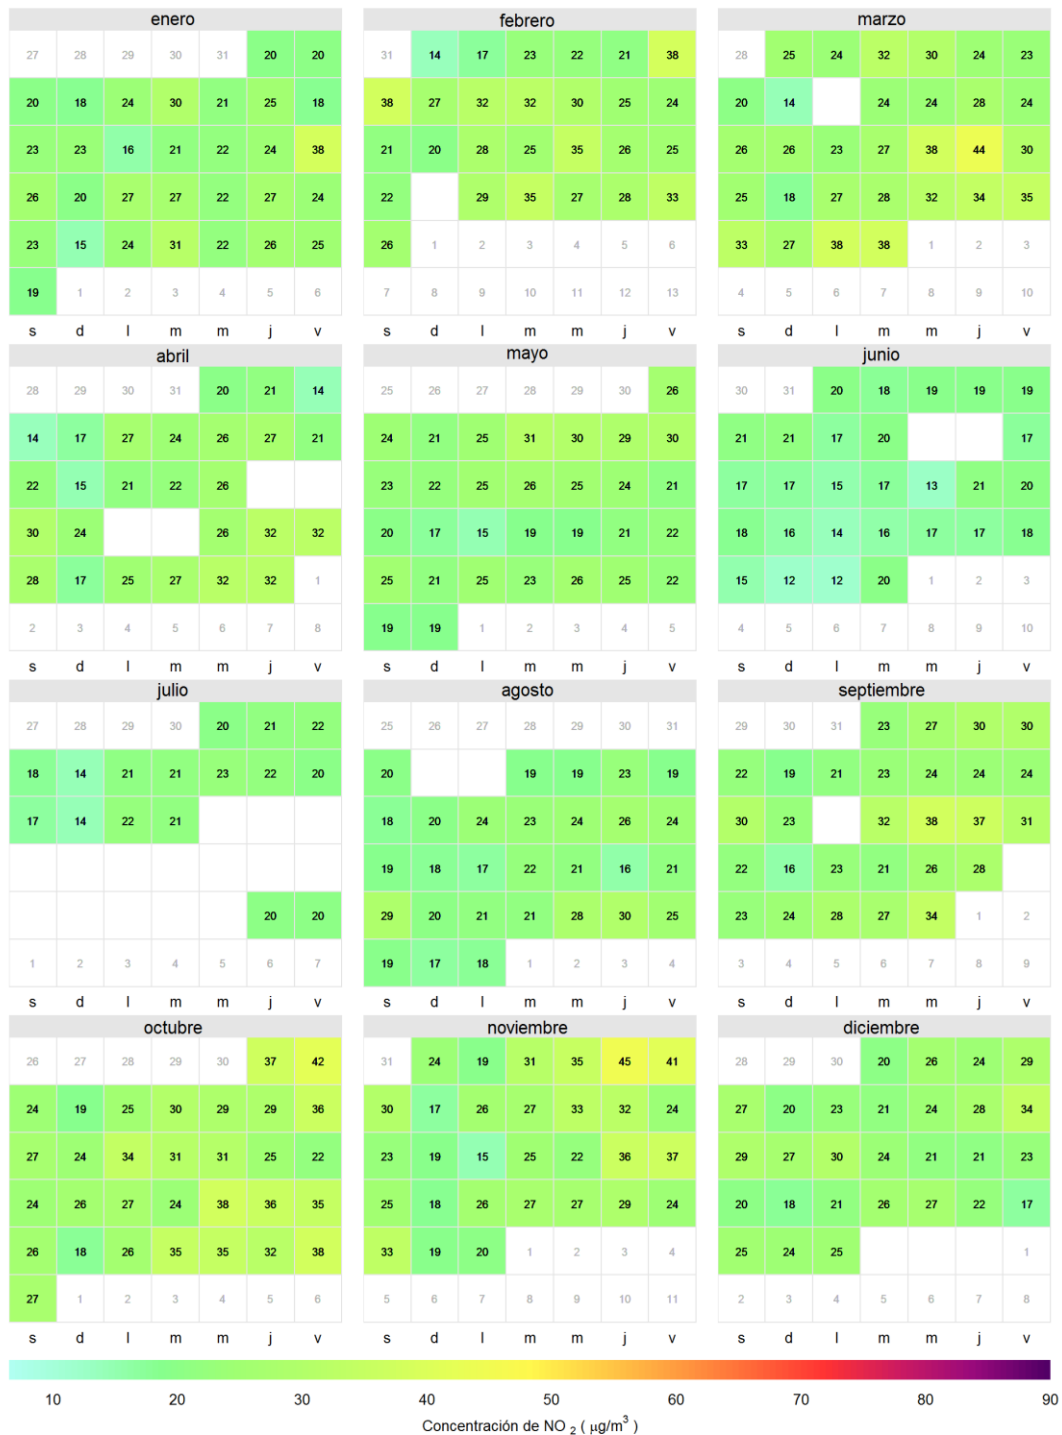 enero febrero marzo
27 28 29 30 31 20 20 31 14 17 23 22 21 38 28 25 24 32 30 24 23
20 18 24 30 21 25 18 38 27 32 32 30 25 24 20 14 24 24 28 24
23 23 16 21 22 24 38 21 20 28 25 35 26 25 26 26 23 27 38 44 30
26 20 27 27 22 27 24 22 29 35 27 28 33 25 18 27 28 32 34 35
23 15 24 31 22 26 25 26 1 2 3 4 5 6 33 27 38 38 1 2 3
19 1 2 3 4 5 6 7 8 9 10 11 12 13 4 5 6 7 8 9 10
s d l m m j v s d l m m j v s d l m m j v
abril mayo junio
28 29 30 31 20 21 14 25 26 27 28 29 30 26 30 31 20 18 19 19 19
14 17 27 24 26 27 21 24 21 25 31 30 29 30 21 21 17 20 17
22 15 21 22 26 23 22 25 26 25 24 21 17 17 15 17 13 21 20
30 24 26 32 32 20 17 15 19 19 21 22 18 16 14 16 17 17 18
28 17 25 27 32 32 1 25 21 25 23 26 25 22 15 12 12 20 1 2 3
2 3 4 5 6 7 8 19 19 1 2 3 4 5 4 5 6 7 8 9 10
s d l m m j v s d l m m j v s d l m m j v
julio agosto septiembre
27 28 29 30 20 21 22 25 26 27 28 29 30 31 29 30 31 23 27 30 30
18 14 21 21 23 22 20 20 19 19 23 19 22 19 21 23 24 24 24
17 14 22 21 18 20 24 23 24 26 24 30 23 32 38 37 31
19 18 17 22 21 16 21 22 16 23 21 26 28
20 20 29 20 21 21 28 30 25 23 24 28 27 34 1 2
1 2 3 4 5 6 7 19 17 18 1 2 3 4 3 4 5 6 7 8 9
s d l m m j v s d l m m j v s d l m m j v
octubre noviembre diciembre
26 27 28 29 30 37 42 31 24 19 31 35 45 41 28 29 30 20 26 24 29
24 19 25 30 29 29 36 30 17 26 27 33 32 24 27 20 23 21 24 28 34
27 24 34 31 31 25 22 23 19 15 25 22 36 37 29 27 30 24 21 21 23
24 26 27 24 38 36 35 25 18 26 27 27 29 24 20 18 21 26 27 22 17
26 18 26 35 35 32 38 33 19 20 1 2 3 4 25 24 25 1
27 1 2 3 4 5 6 5 6 7 8 9 10 11 2 3 4 5 6 7 8
s d l m m j v s d l m m j v s d l m m j v
10 20 30 40 50 60 70 80 90
Concentración de NO 2 ( μg/m3 )